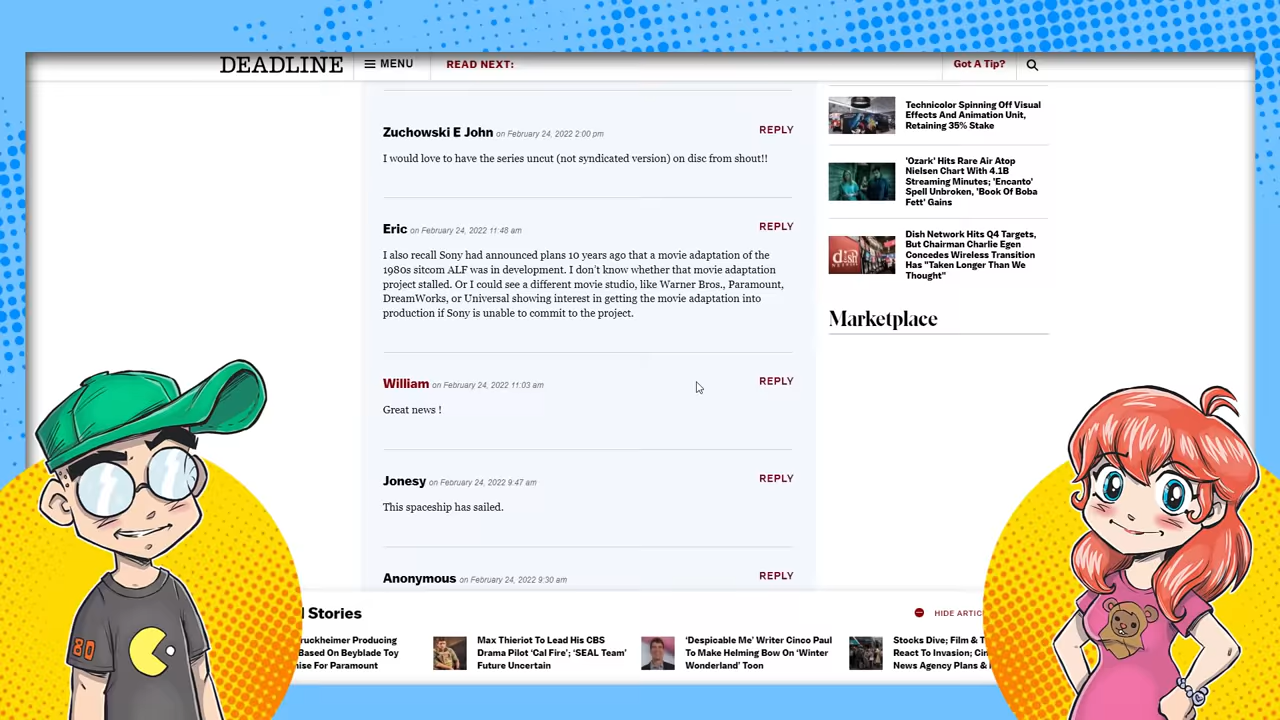 DEADLINE
MENU
READ NEXT:
Got A Tip?
Zuchowski E John on February 24, 2022 2:00 pm
REPLY
I would love to have the series uncut (not syndicated version) on disc from shout!!
Eric on February 24, 2022 11:48 am
REPLY
I also recall Sony had announced plans 10 years ago that a movie adaptation of the
1980s sitcom ALF was in development. I don't know whether that movie adaptation
project stalled. Or I could see a different movie studio, like Warner Bros., Paramount,
DreamWorks, or Universal showing interest in getting the movie adaptation into
production if Sony is unable to commit to the project.
William on February 24, 2022 11:03 am
REPLY
Great news !
Jonesy on February 24, 2022 9:47 am
REPLY
This spaceship has sailed.
Anonymous on February 24, 2022 9:30 am
REPLY
Technicolor Spinning Off Visual
Effects And Animation Unit,
Retaining 35% Stake
'Ozark' Hits Rare Air Atop
Nielsen Chart With 4.1B
Streaming Minutes; 'Encanto'
Spell Unbroken, 'Book Of Boba
Fett' Gains
dish
Dish Network Hits Q4 Targets,
But Chairman Charlie Egen
Concedes Wireless Transition
Has "Taken Longer Than We
Thought"
Marketplace
Stories
HIDE ARTIC
ruckheimer Producing
Based On Beyblade Toy
ise For Paramount
Max Thieriot To Lead His CBS
Drama Pilot 'Cal Fire'; 'SEAL Team'
Future Uncertain
'Despicable Me' Writer Cinco Paul
To Make Helming Bow On 'Winter
Wonderland' Toon
Stocks Dive; Film & T
React To Invasion; Cin
News Agency Plans &
80